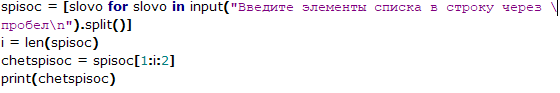 spisoc = [slovo for slovo in input("Введите элементы списка в строку через \
пробел\n").split()]
i = len(spisoc)
chetspisoc = spisoc[1:i:2]
print(chetspisoc)